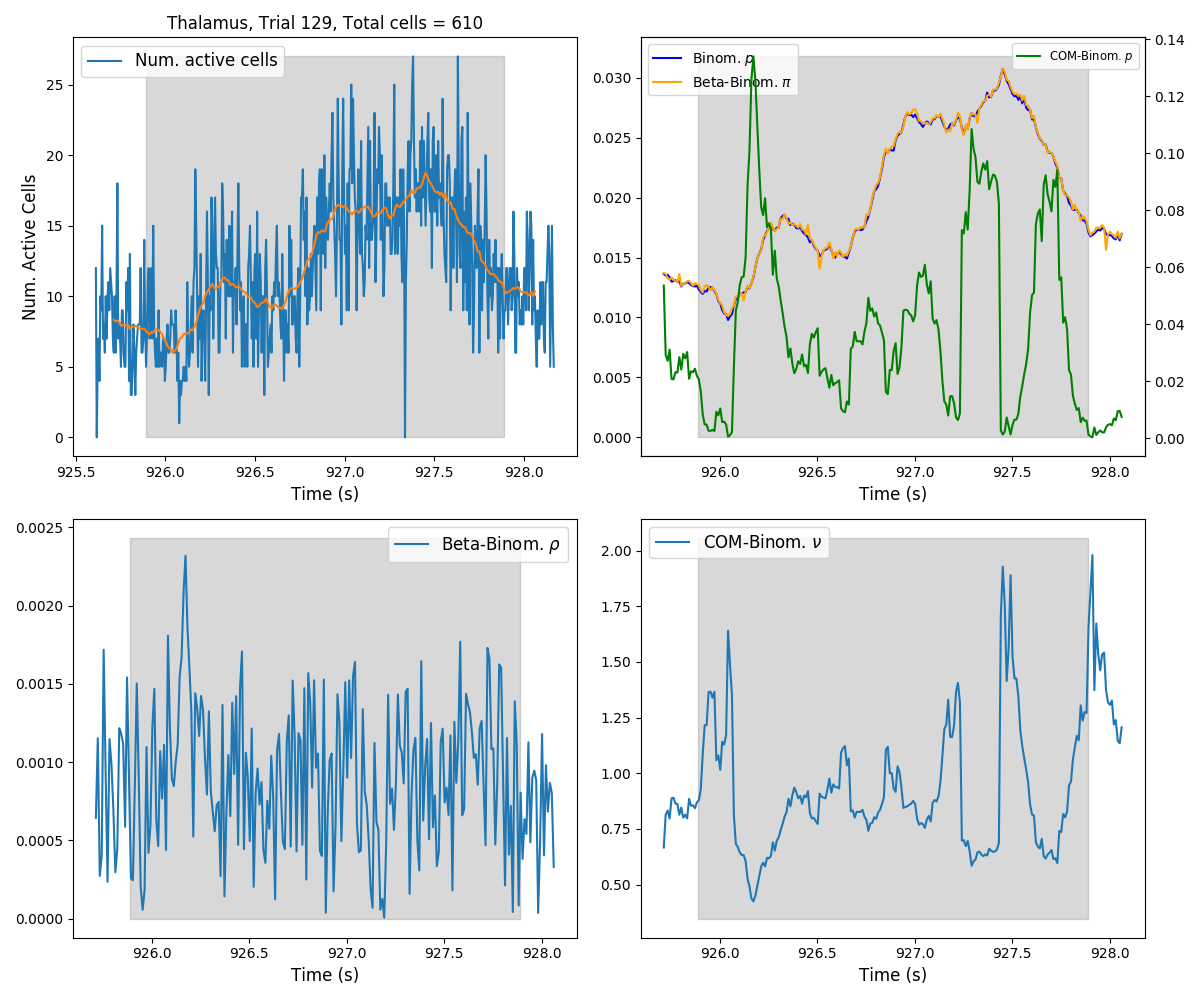 Thalamus, Trial 129, Total cells = 610
Num. active cells
Num. Active Cells
25
20
15
10
5
0
925.5 926.0 926.5 927.0 927.5 928.0
Time (s)
Binom. p
Beta-Binom. π
COM-Binom. p
0.030
0.025
0.020
0.015
0.010
0.005
0.000
0.14
0.12
0.10
0.08
0.06
0.04
0.02
0.00
926.0 926.5 927.0 927.5 928.0
Time (s)
Beta-Binom. ρ
0.0025
0.0020
0.0015
0.0010
0.0005
0.0000
926.0 926.5 927.0 927.5 928.0
Time (s)
COM-Binom. ν
2.00
1.75
1.50
1.25
1.00
0.75
0.50
926.0 926.5 927.0 927.5 928.0
Time (s)